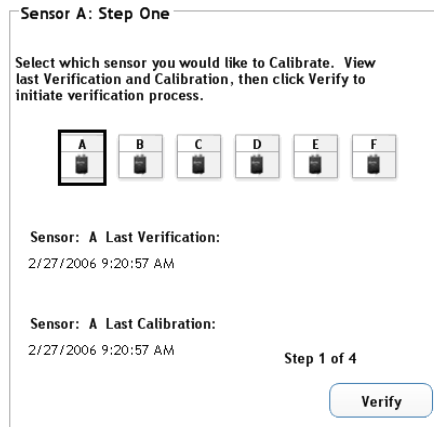 Sensor A: Step One
Select which sensor you would like to Calibrate. View
last Verification and Calibration, then click Verify to
initiate verification process.
A B C D E F
Sensor: A Last Verification:
2/27/2006 9:20:57 AM
Sensor: A Last Calibration:
2/27/2006 9:20:57 AM
Step 1 of 4
Verify